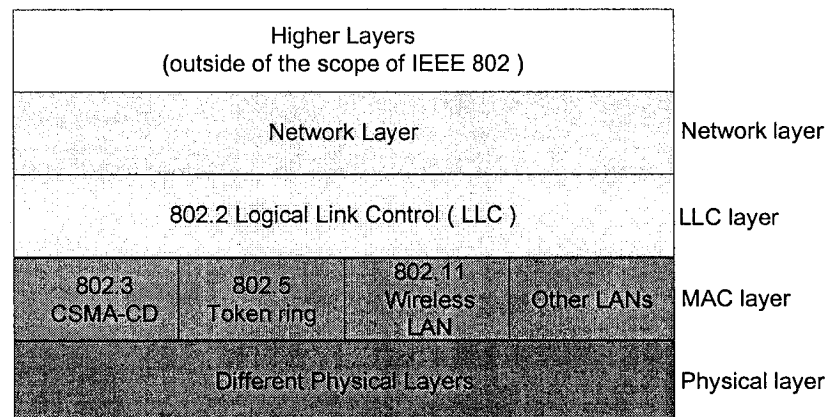 Higher Layers
(outside of the scope of IEEE 802 )
Network Layer
Network layer
802.2 Logical Link Control ( LLC )
LLC layer
802.3
CSMA-CD
802.5
Token ring
802.11
Wireless
LAN
Other LANs
MAC layer
Different Physical Layers
Physical layer